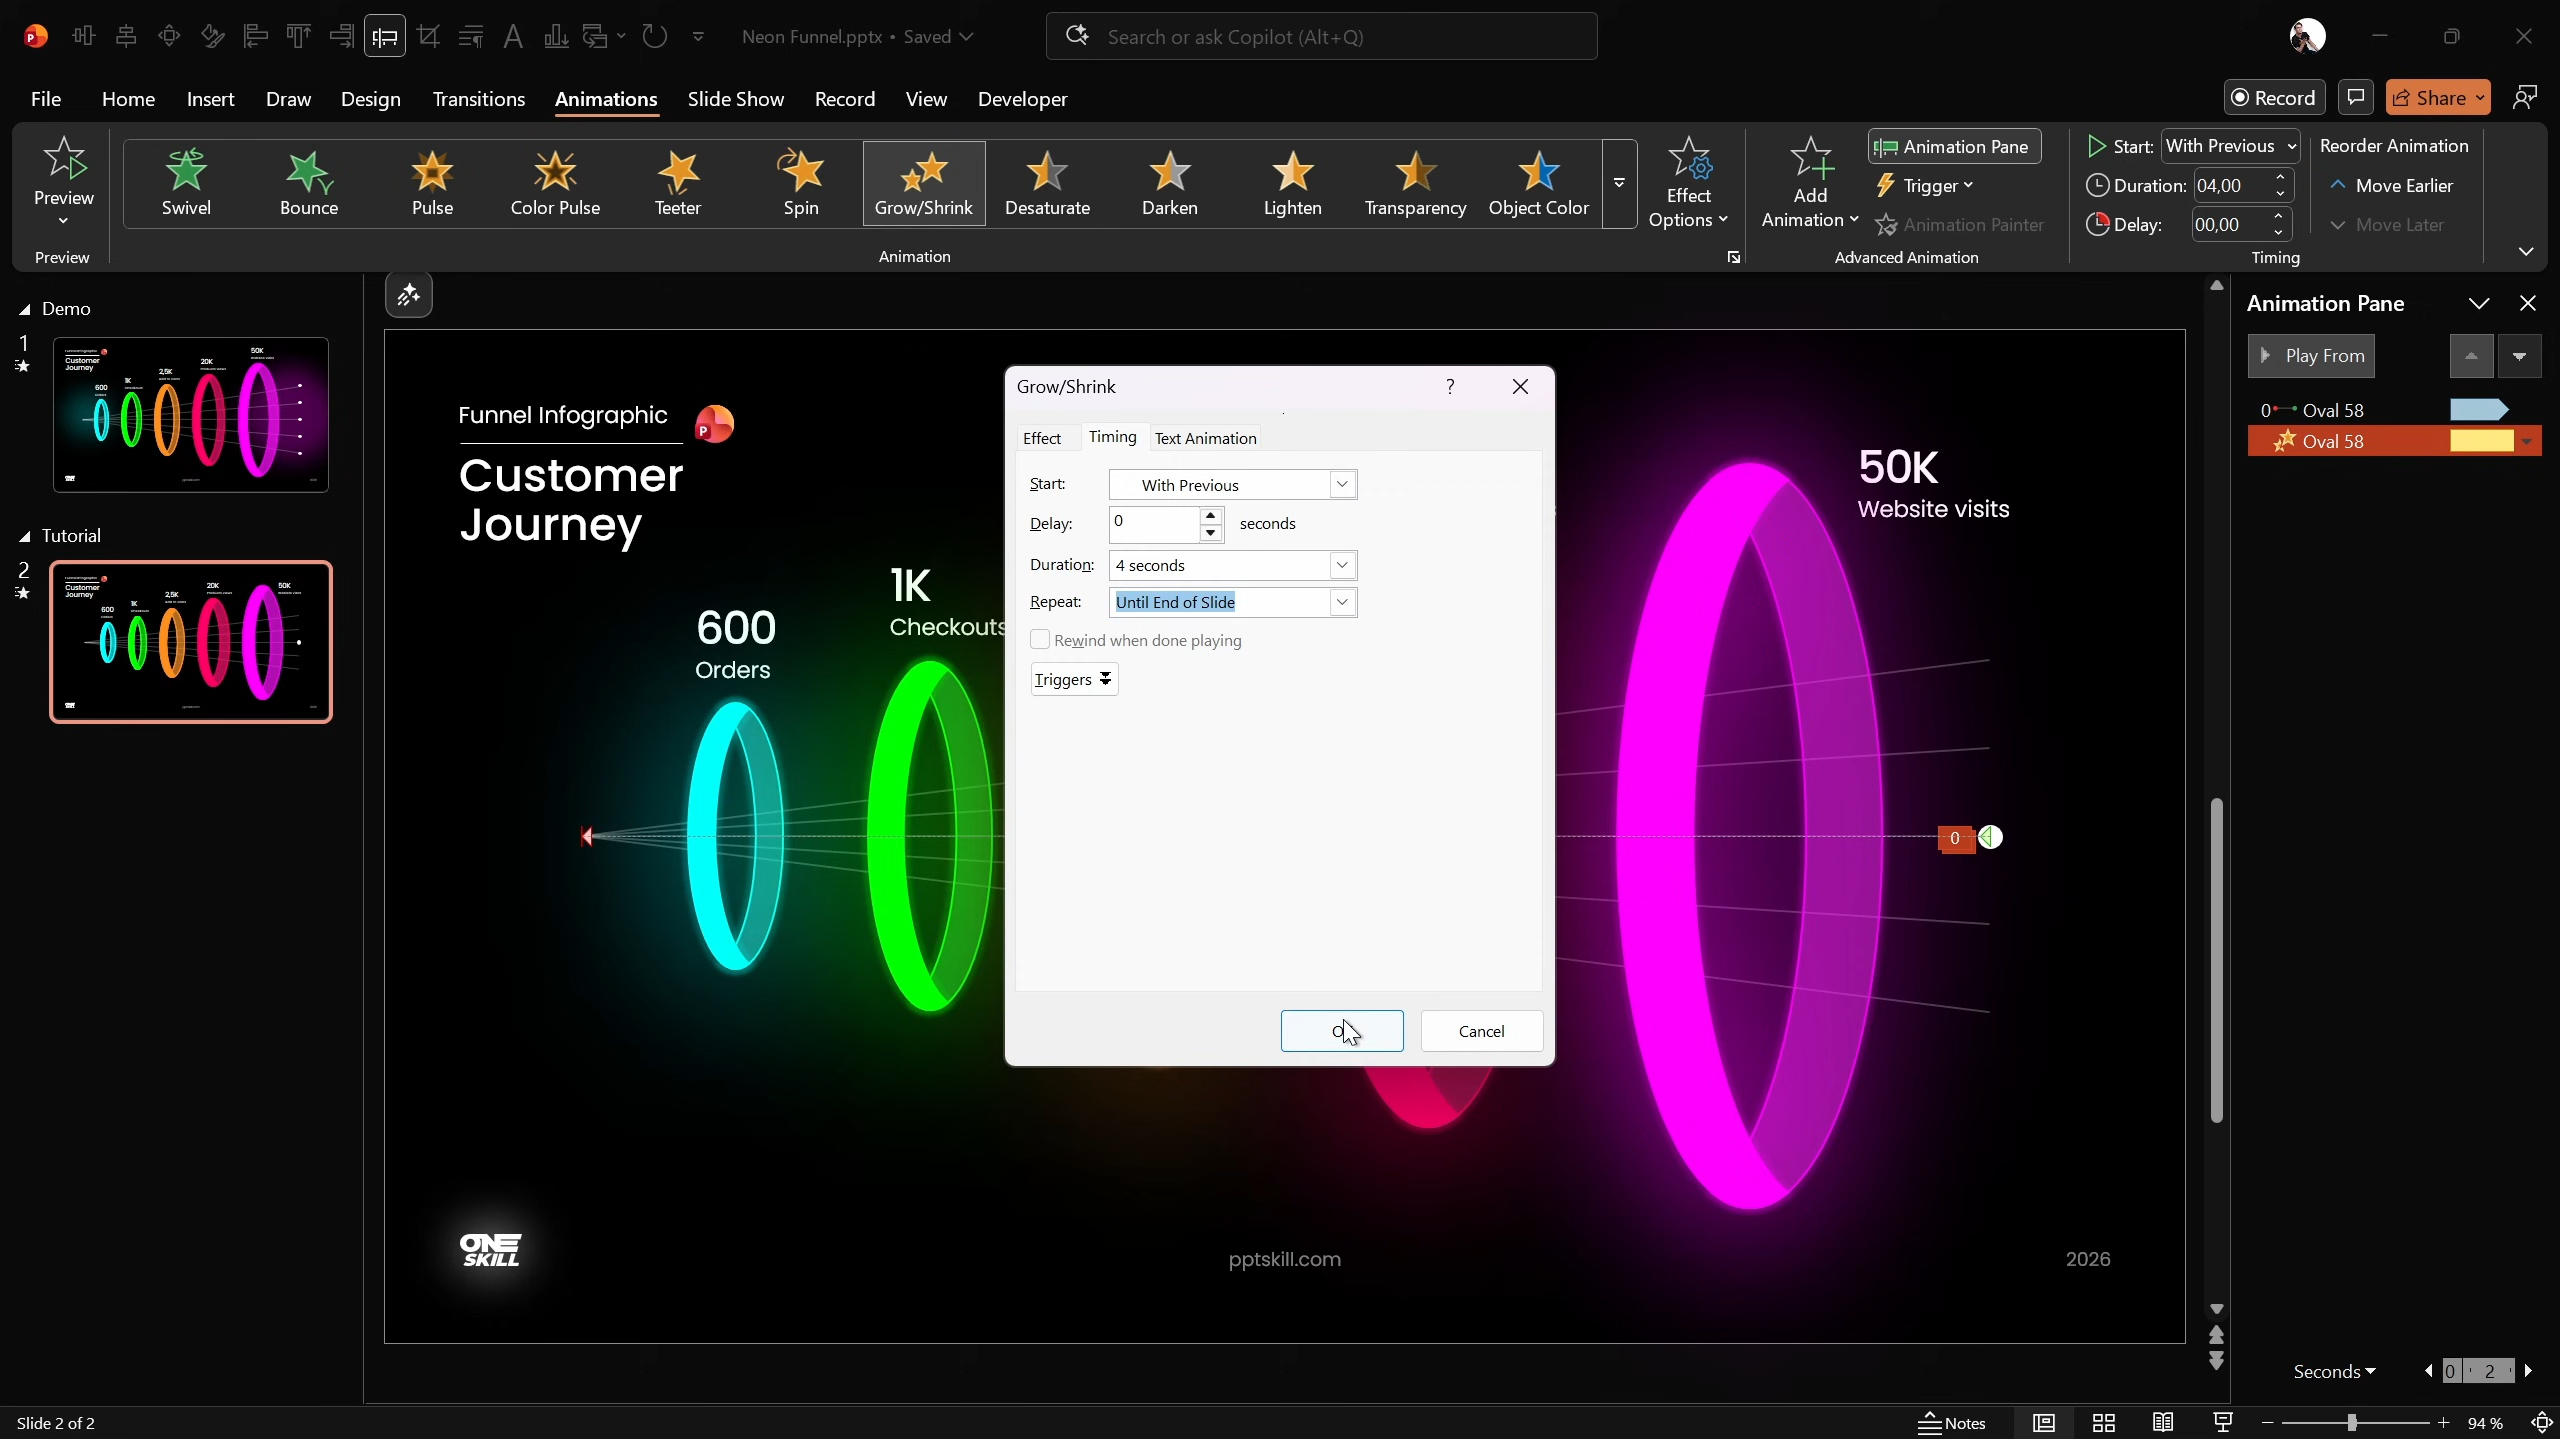 Neon Funnel.pptx • Saved
Search or ask Copilot (Alt+Q)
File Home Insert Draw Design Transitions Animations Slide Show Record View Developer
Record
Share
Preview
Swivel
Bounce
Pulse
Color Pulse
Teeter
Spin
Grow/Shrink
Desaturate
Darken
Lighten
Transparency
Object Color
Effect
Options
Add
Animation
Animation Pane
Trigger
Animation Painter
Start: With Previous
Duration: 04,00
Delay: 00,00
Reorder Animation
Move Earlier
Move Later
Preview
Animation
Advanced Animation
Timing
Demo
1
Tutorial
2
Funnel Infographic
Customer
Journey
600
Orders
1K
Checkouts
50K
Website visits
0
ONE
SKILL
pptskill.com
2026
Grow/Shrink
?
Effect
Timing
Text Animation
Start: With Previous
Delay: 0 seconds
Duration: 4 seconds
Repeat: Until End of Slide
Rewind when done playing
Triggers
Cancel
Animation Pane
Play From
0 Oval 58
Oval 58
Seconds
0 2
Slide 2 of 2
Notes
94 %